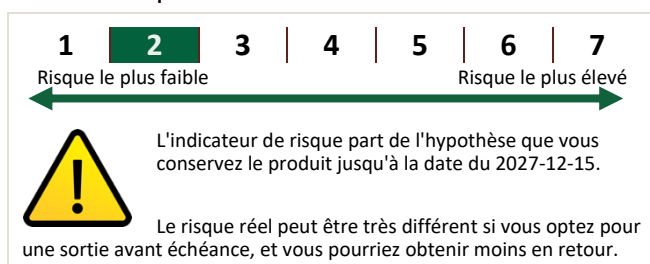 1 2 3 4 5 6 7
Risque le plus faible Risque le plus élevé
L'indicateur de risque part de l'hypothèse que vous
conservez le produit jusqu'à la date du 2027-12-15.
Le risque réel peut être très différent si vous optez pour
une sortie avant échéance, et vous pourriez obtenir moins en retour.